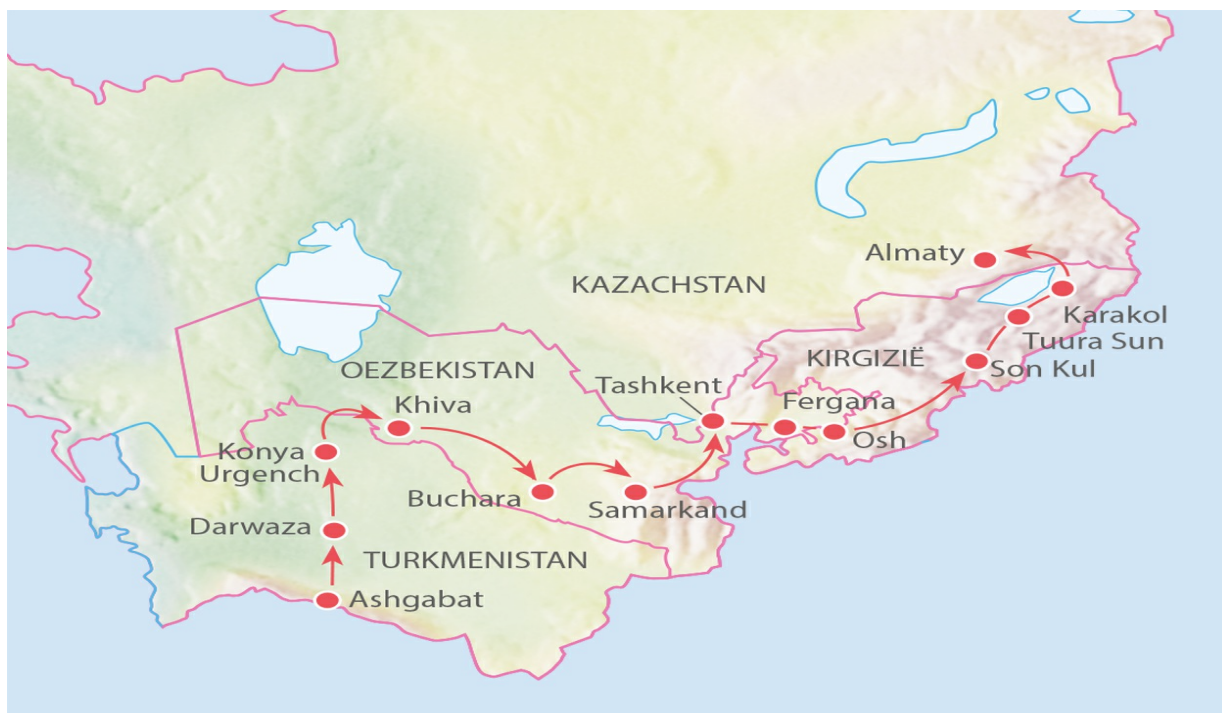 Almaty
KAZACHSTAN
Karakol
Tuura Sun
KIRGIZIË
Son Kul
OEZBEKISTAN
Tashkent
Fergana
Khiva
Osh
Konya
Urgench
Buchara
Samarkand
Darwaza
TURKMENISTAN
Ashgabat